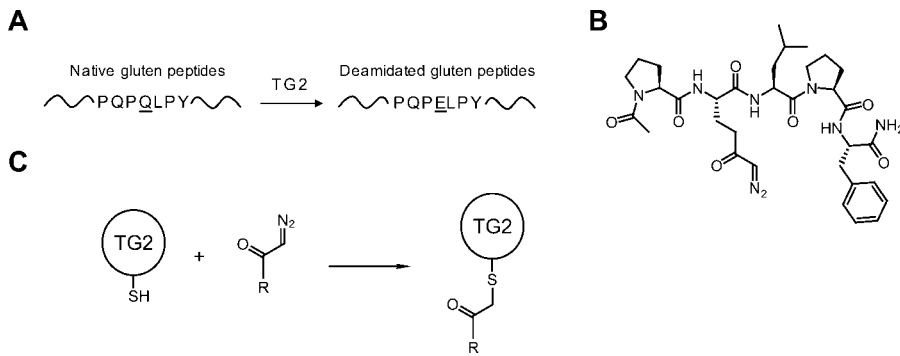 A
Native gluten peptides
TG2
Deamidated gluten peptides
PQPQLPY
PQPELPY
B
N
O
O
H
N
O
N
H
O
N
O
HN
NH₂
O
O
N₂
C
TG2
SH
+
O
N₂
R
TG2
S
O
R